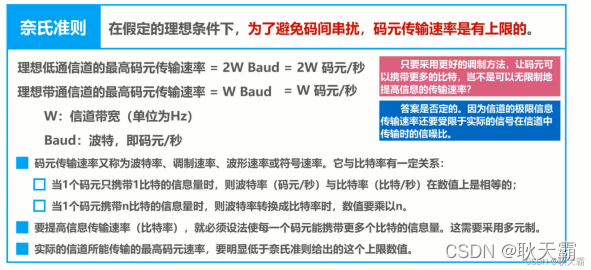 奈氏准则
在假定的理想条件下，为了避免码间串扰，码元传输速率是有上限的。
理想低通信道的最高码元传输速率 = 2W Baud = 2W 码元/秒
理想带通信道的最高码元传输速率 = W Baud = W 码元/秒
W：信道带宽（单位为Hz）
Baud：波特，即码元/秒
只要采用更好的调制方法，让码元可
以携带更多的比特，岂不是可以无限制地
提高信息的传输速率？
答案是否定的。因为信道的极限信息
传输速率还要受限于实际的信号在信道中
传输时的信噪比。
码元传输速率又称为波特率、调制速率、波形速率或符号速率。它与比特率有一定关系：
当1个码元只携带1比特的信息量时，则波特率（码元/秒）与比特率（比特/秒）在数值上是相等的；
当1个码元携带n比特的信息量时，则波特率转换成比特率时，数值要乘以n。
要提高信息传输速率（比特率），就必须设法使每一个码元能携带更多个比特的信息量。这需要采用多元制。
实际的信道所能传输的最高码元速率，要明显低于奈氏准则给出的这个上限数值。
CSDN @耿天霸
CSDN @耿天霸